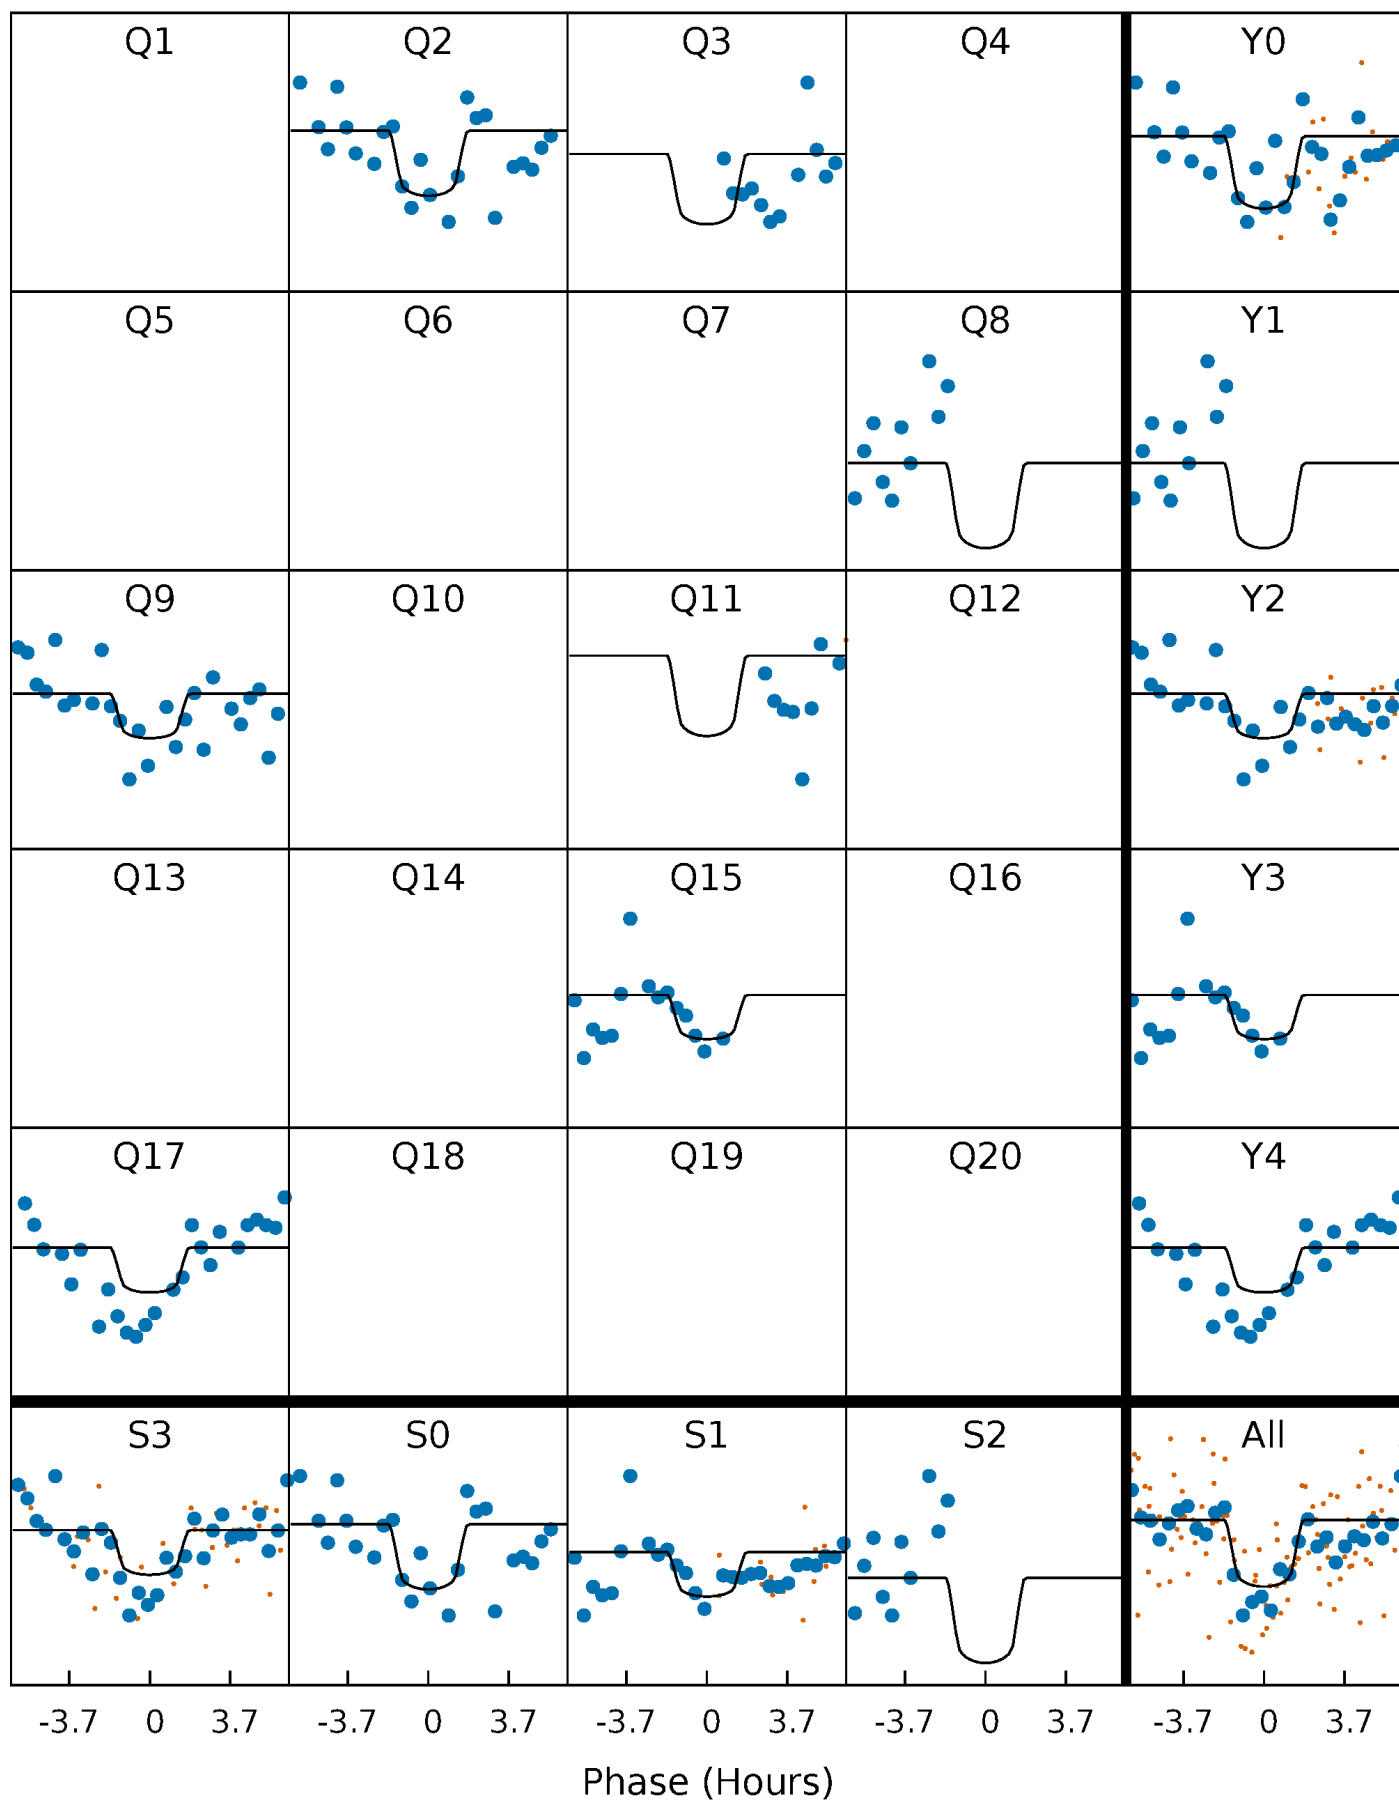 Q1 Q2 Q3 Q4 Y0
Q5 Q6 Q7 Q8 Y1
Q9 Q10 Q11 Q12 Y2
Q13 Q14 Q15 Q16 Y3
Q17 Q18 Q19 Q20 Y4
S3 S0 S1 S2 All
-3.7 0 3.7 -3.7 0 3.7 -3.7 0 3.7 -3.7 0 3.7 -3.7 0 3.7
Phase (Hours)